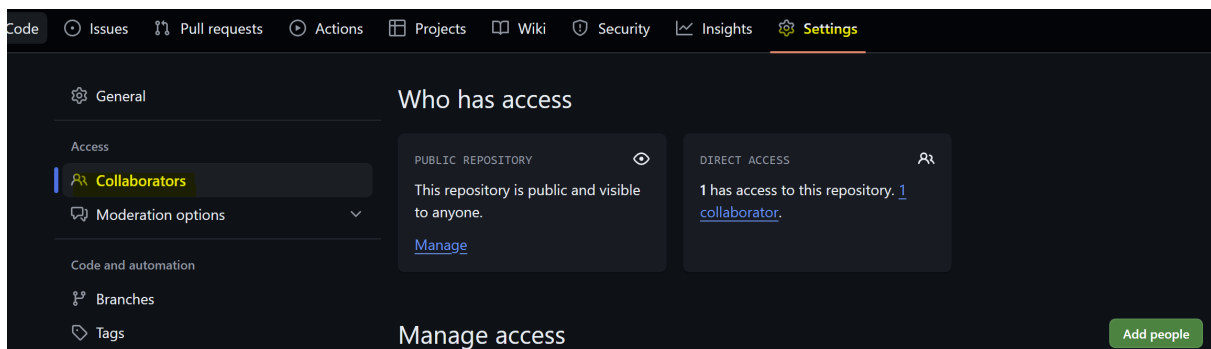 Code Issues Pull requests Actions Projects Wiki Security Insights Settings
General
Access
Collaborators
Moderation options
Code and automation
Branches
Tags
Who has access
PUBLIC REPOSITORY
This repository is public and visible
to anyone.
Manage
DIRECT ACCESS
1 has access to this repository. 1
collaborator.
Manage access
Add people